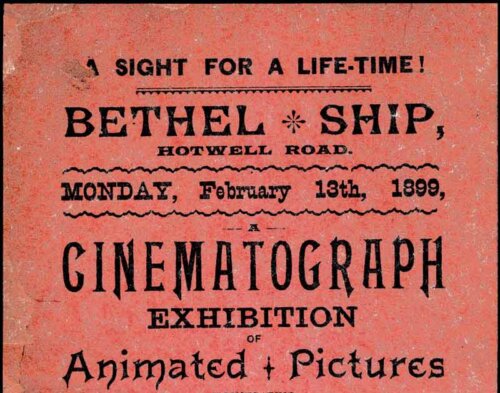 A SIGHT FOR A LIFE-TIME!
BETHEL SHIP,
HOTWELL ROAD.
MONDAY, February 13th, 1899,
A
CINEMATOGRAPH
EXHIBITION
OF
Animated Pictures